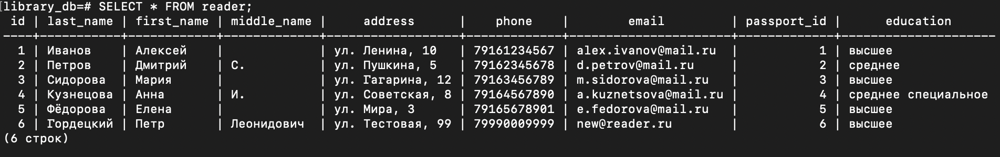 library_db=# SELECT * FROM reader;
 id | last_name | first_name | middle_name |     address      |    phone    |        email         | passport_id |      education
----+-----------+------------+-------------+------------------+-------------+----------------------+-------------+---------------------
  1 | Иванов    | Алексей    |             | ул. Ленина, 10   | 79161234567 | alex.ivanov@mail.ru  |           1 | высшее
  2 | Петров    | Дмитрий    | С.          | ул. Пушкина, 5   | 79162345678 | d.petrov@mail.ru     |           2 | среднее
  3 | Сидорова  | Мария      |             | ул. Гагарина, 12 | 79163456789 | m.sidorova@mail.ru   |           3 | высшее
  4 | Кузнецова | Анна       | И.          | ул. Советская, 8 | 79164567890 | a.kuznetsova@mail.ru |           4 | среднее специальное
  5 | Фёдорова  | Елена      |             | ул. Мира, 3      | 79165678901 | e.fedorova@mail.ru   |           5 | высшее
  6 | Гордецкий | Петр       | Леонидович  | ул. Тестовая, 99 | 79990009999 | new@reader.ru        |           6 | высшее
(6 строк)